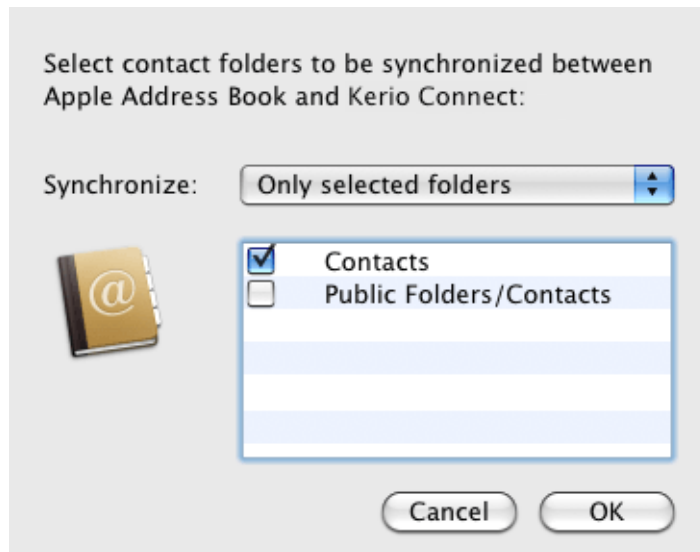 Select contact folders to be synchronized between
Apple Address Book and Kerio Connect:
Synchronize: Only selected folders
@
Contacts
Public Folders/Contacts
Cancel OK